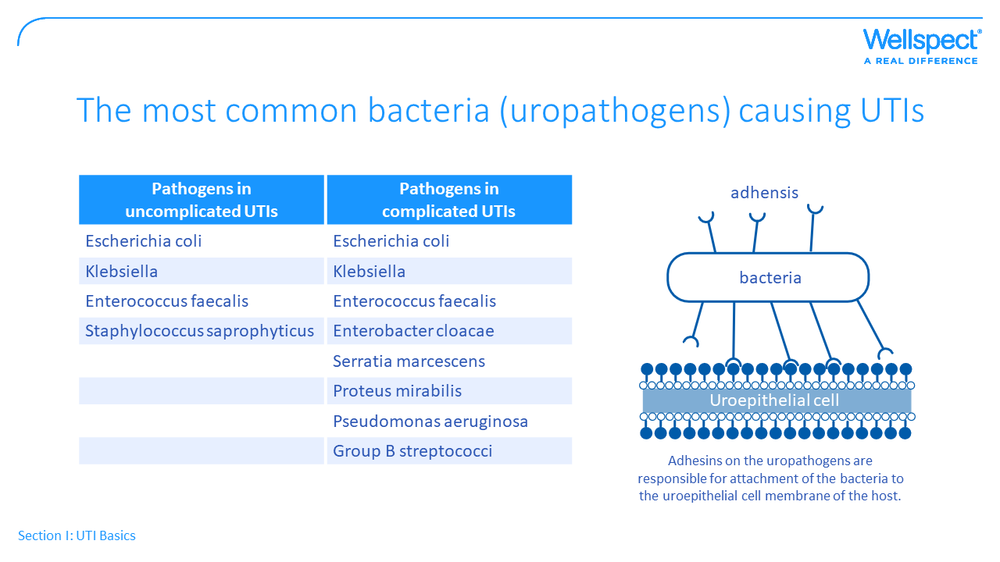 Wellspect®
A REAL DIFFERENCE
The most common bacteria (uropathogens) causing UTIs
Pathogens in
uncomplicated UTIs
Pathogens in
complicated UTIs
Escherichia coli
Escherichia coli
Klebsiella
Klebsiella
Enterococcus faecalis
Enterococcus faecalis
Staphylococcus saprophyticus
Enterobacter cloacae
Serratia marcescens
Proteus mirabilis
Pseudomonas aeruginosa
Group B streptococci
adhensis
bacteria
Uroepithelial cell
Adhesins on the uropathogens are
responsible for attachment of the bacteria to
the uroepithelial cell membrane of the host.
Section I: UTI Basics